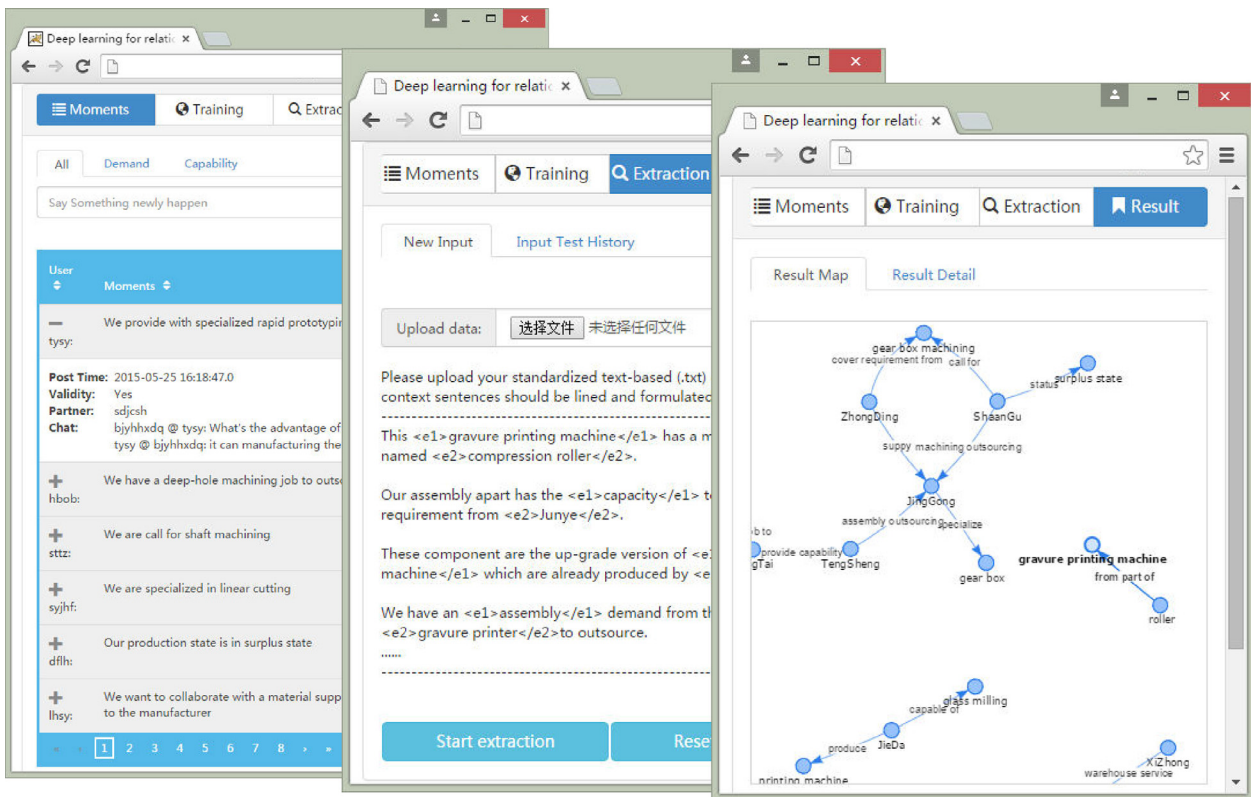 Deep learning for relatic
Moments
Training
Extrac
All
Demand
Capability
Say Something newly happen
User
Moments
We provide with specialized rapid prototypin
tysy:
Post Time: 2015-05-25 16:18:47.0
Validity: Yes
Partner: sdjcsh
Chat: bjyhhxdq @ tysy: What's the advantage of
tysy @ bjyhhxdq: it can manufacturing the
We have a deep-hole machining job to outs
hbob:
We are call for shaft machining
sttz:
We are specialized in linear cutting
syjhf:
Our production state is in surplus state
dflh:
We want to collaborate with a material supp
to the manufacturer
lhsy:
« ‹ 1 2 3 4 5 6 7 8 › »
Deep learning for relatic
Moments
Training
Extraction
New Input
Input Test History
Upload data: 选择文件 未选择任何文件
Please upload your standardized text-based (.txt)
context sentences should be lined and formulated
This <e1>gravure printing machine</e1> has a m
named <e2>compression roller</e2>.
Our assembly apart has the <e1>capacity</e1> t
requirement from <e2>Junye</e2>.
These component are the up-grade version of <e
machine</e1> which are already produced by <e
We have an <e1>assembly</e1> demand from th
<e2>gravure printer</e2>to outsource.
......
Start extraction
Rese
Deep learning for relatic
Moments
Training
Extraction
Result
Result Map
Result Detail
gear box machining
cover requirement from
call for
status
surplus state
ZhongDing
ShaanGu
suppy
machining outsourcing
JingGong
assembly outsourcing
specialize
b to
provide capability
gTai
TengSheng
gear box
gravure printing machine
from part of
roller
glass milling
capable of
JieDa
produce
printing machine
XiZhong
warehouse service